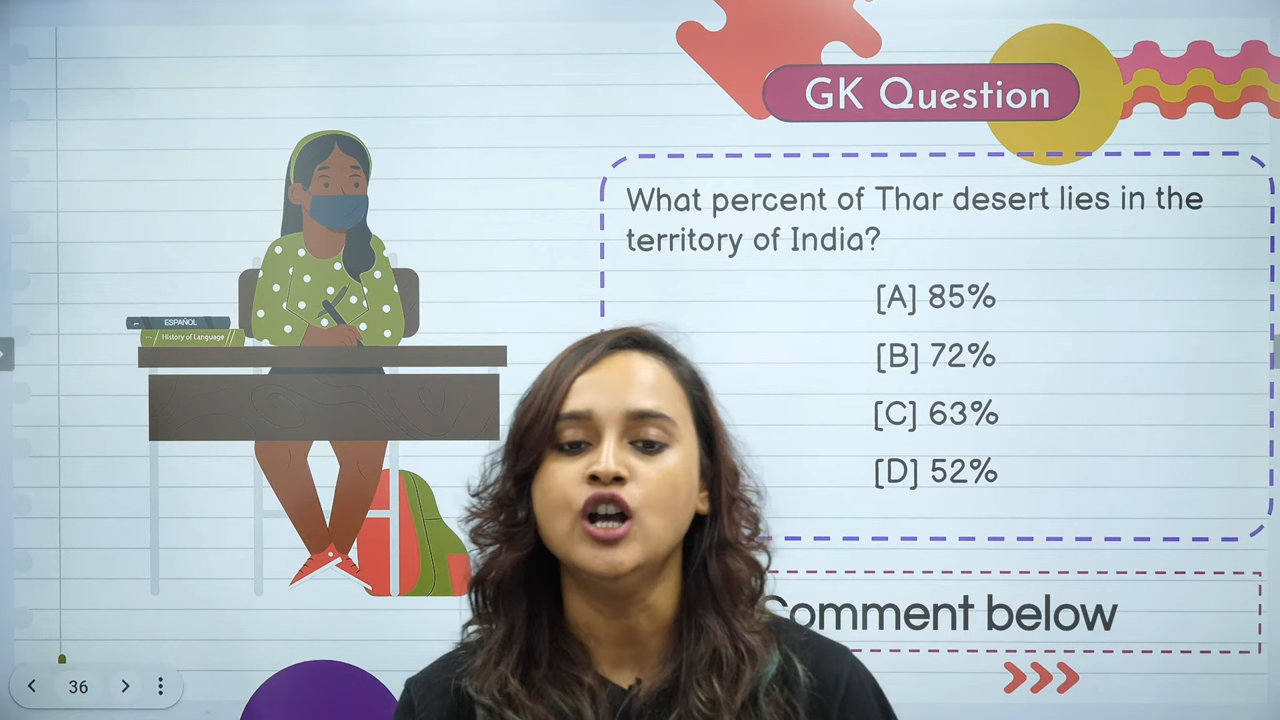 GK Question
What percent of Thar desert lies in the
territory of India?
[A] 85%
[B] 72%
[C] 63%
[D] 52%
ESPAÑOL
History of Language
Comment below
36